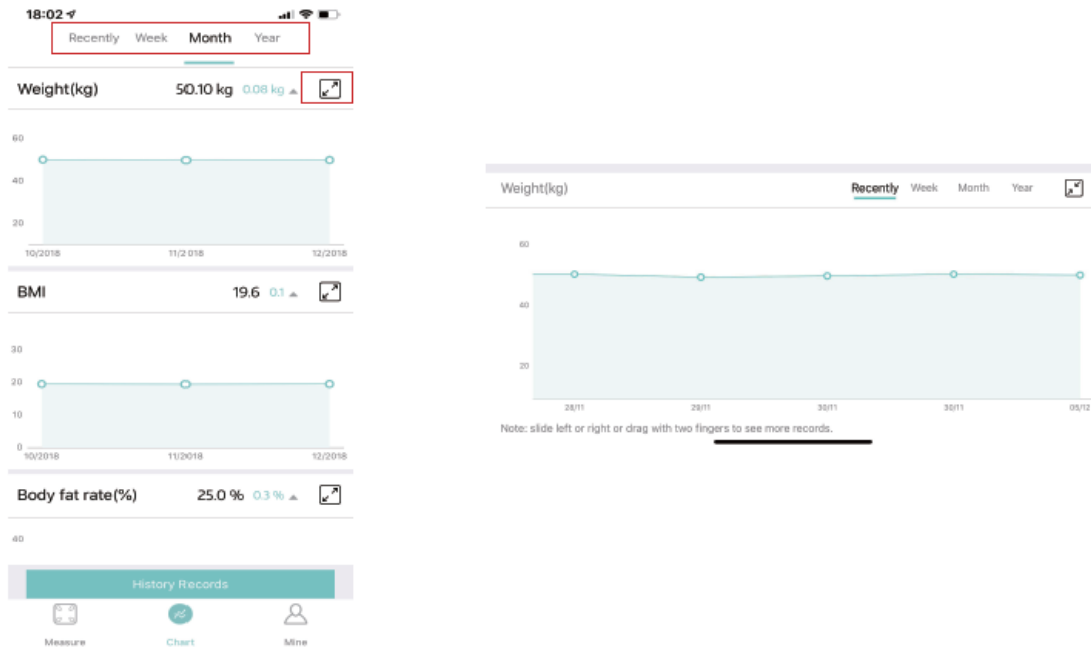 18:02
Recently Week Month Year
Weight(kg) 50.10 kg 0.08 kg
60
40
20
10/2018 11/2018 12/2018
BMI 19.6 0.1
30
20
10
0
10/2018 11/2018 12/2018
Body fat rate(%) 25.0 % 0.3 %
40
History Records
Measure Chart Mine
Weight(kg) Recently Week Month Year
60
40
20
28/11 29/11 30/11 30/11 05/12
Note: slide left or right or drag with two fingers to see more records.